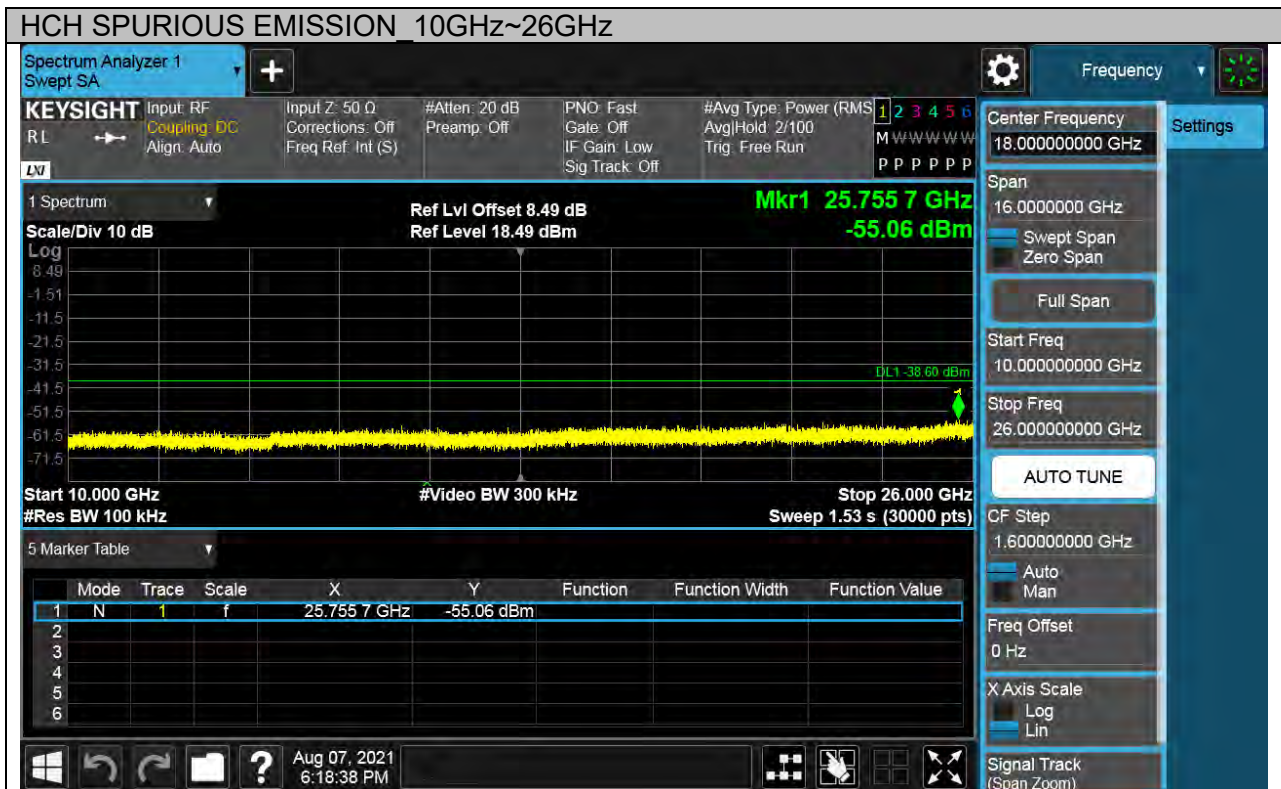 HCH SPURIOUS EMISSION_10GHz~26GHz
Spectrum Analyzer 1
Swept SA
+
Frequency
KEYSIGHT
RL
LXI
Input: RF
Coupling: DC
Align: Auto
Input Z: 50 Ω
Corrections: Off
Freq Ref: Int (S)
#Atten: 20 dB
Preamp: Off
PNO: Fast
Gate: Off
IF Gain: Low
Sig Track: Off
#Avg Type: Power (RMS
Avg|Hold: 2/100
Trig: Free Run
1 2 3 4 5 6
M W W W W W
P P P P P P
1 Spectrum
Scale/Div 10 dB
Ref Lvl Offset 8.49 dB
Ref Level 18.49 dBm
Mkr1 25.755 7 GHz
-55.06 dBm
Log
8.49
-1.51
-11.5
-21.5
-31.5
DL1 -38.60 dBm
-41.5
1
-51.5
-61.5
-71.5
Start 10.000 GHz
#Video BW 300 kHz
Stop 26.000 GHz
#Res BW 100 kHz
Sweep 1.53 s (30000 pts)
5 Marker Table
Mode Trace Scale X Y Function Function Width Function Value
1 N 1 f 25.755 7 GHz -55.06 dBm
2
3
4
5
6
?
Aug 07, 2021
6:18:38 PM
Center Frequency
18.000000000 GHz
Settings
Span
16.0000000 GHz
Swept Span
Zero Span
Full Span
Start Freq
10.000000000 GHz
Stop Freq
26.000000000 GHz
AUTO TUNE
CF Step
1.600000000 GHz
Auto
Man
Freq Offset
0 Hz
X Axis Scale
Log
Lin
Signal Track
(Span Zoom)